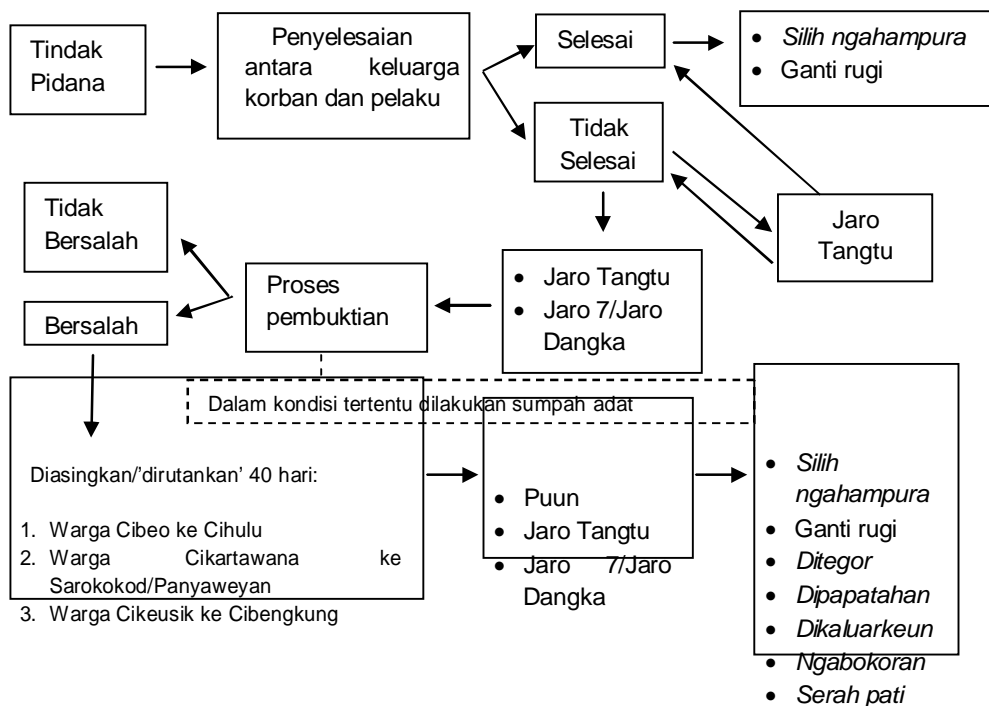 Tindak
Pidana
Penyelesaian
antara keluarga
korban dan pelaku
Selesai
• Silih ngahampura
• Ganti rugi
Tidak
Selesai
Jaro
Tangtu
Tidak
Bersalah
Bersalah
Proses
pembuktian
• Jaro Tangtu
• Jaro 7/Jaro
Dangka
Dalam kondisi tertentu dilakukan sumpah adat
Diasingkan/'dirutankan' 40 hari:
1. Warga Cibeo ke Cihulu
2. Warga Cikartawana ke
Sarokokod/Panyaweyan
3. Warga Cikeusik ke Cibengkung
• Puun
• Jaro Tangtu
• Jaro 7/Jaro
Dangka
• Silih
ngahampura
• Ganti rugi
• Ditegor
• Dipapatahan
• Dikaluarkeun
• Ngabokoran
• Serah pati